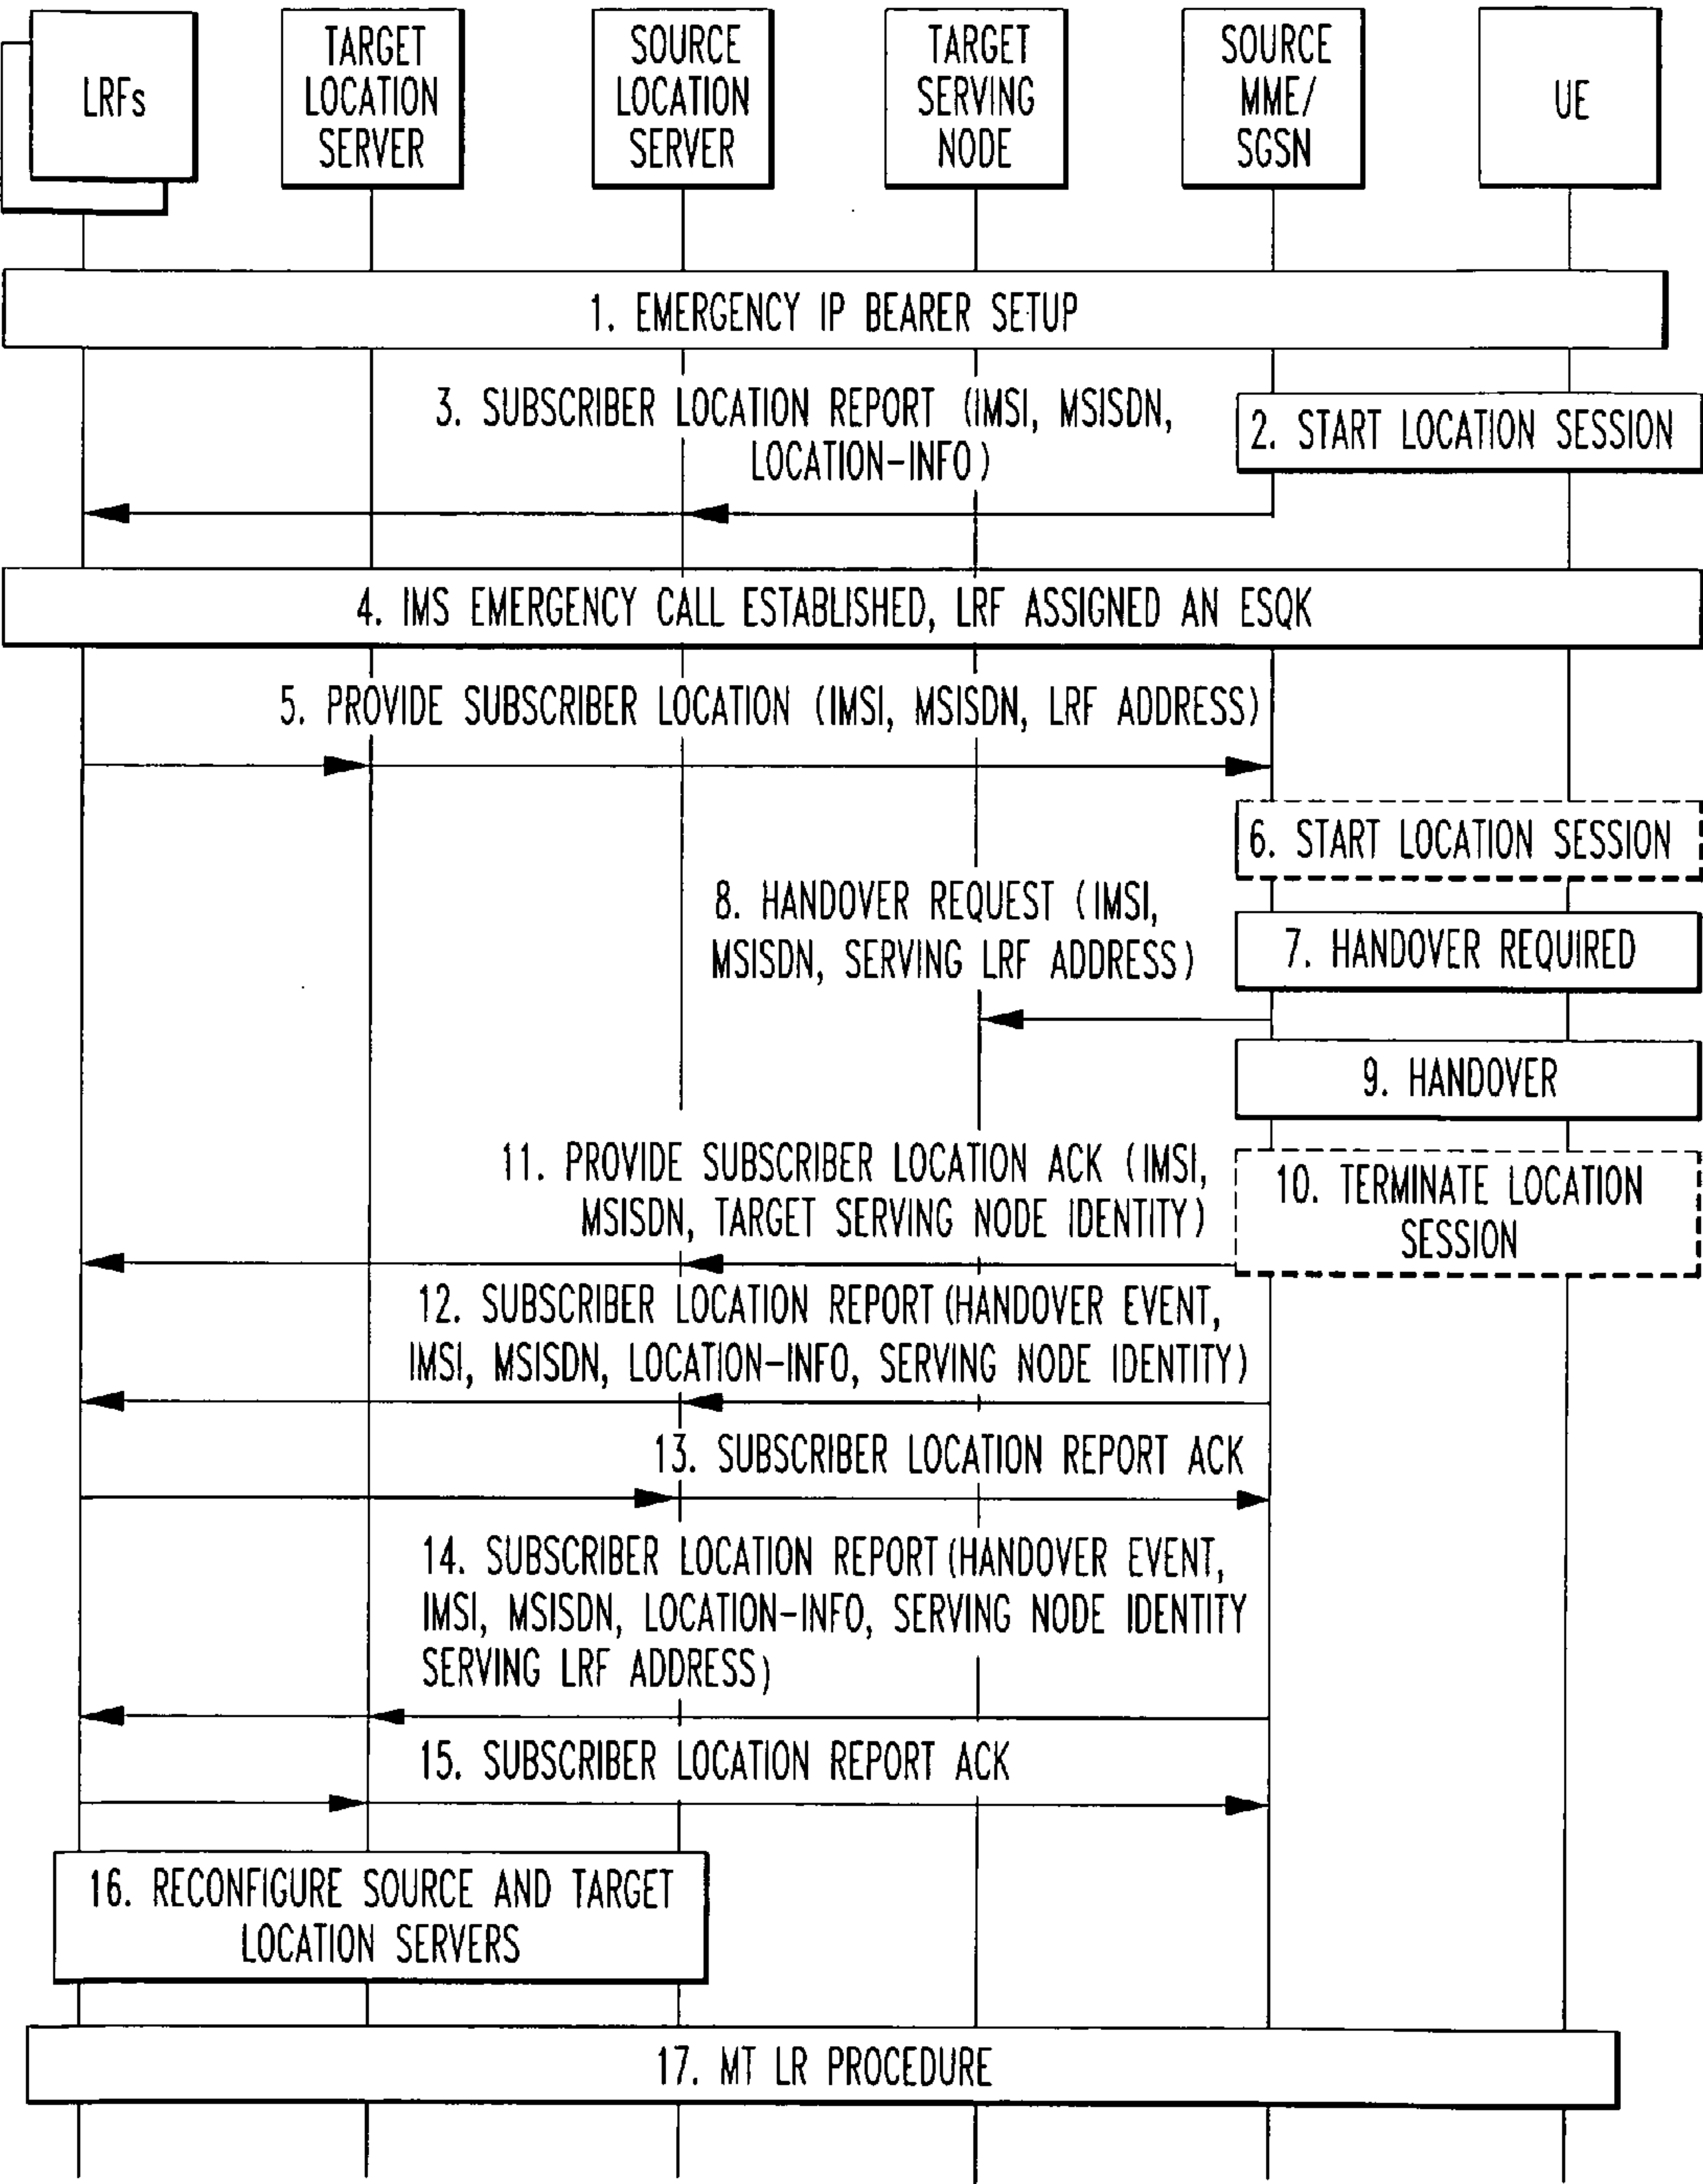 LRFs
TARGET
LOCATION
SERVER
SOURCE
LOCATION
SERVER
TARGET
SERVING
NODE
SOURCE
MME/
SGSN
UE
1. EMERGENCY IP BEARER SETUP
3. SUBSCRIBER LOCATION REPORT (IMSI, MSISDN,
LOCATION-INFO)
2. START LOCATION SESSION
4. IMS EMERGENCY CALL ESTABLISHED, LRF ASSIGNED AN ESQK
5. PROVIDE SUBSCRIBER LOCATION (IMSI, MSISDN, LRF ADDRESS)
6. START LOCATION SESSION
8. HANDOVER REQUEST (IMSI,
MSISDN, SERVING LRF ADDRESS)
7. HANDOVER REQUIRED
9. HANDOVER
11. PROVIDE SUBSCRIBER LOCATION ACK (IMSI,
MSISDN, TARGET SERVING NODE IDENTITY)
10. TERMINATE LOCATION
SESSION
12. SUBSCRIBER LOCATION REPORT (HANDOVER EVENT,
IMSI, MSISDN, LOCATION-INFO, SERVING NODE IDENTITY)
13. SUBSCRIBER LOCATION REPORT ACK
14. SUBSCRIBER LOCATION REPORT (HANDOVER EVENT,
IMSI, MSISDN, LOCATION-INFO, SERVING NODE IDENTITY
SERVING LRF ADDRESS)
15. SUBSCRIBER LOCATION REPORT ACK
16. RECONFIGURE SOURCE AND TARGET
LOCATION SERVERS
17. MT LR PROCEDURE